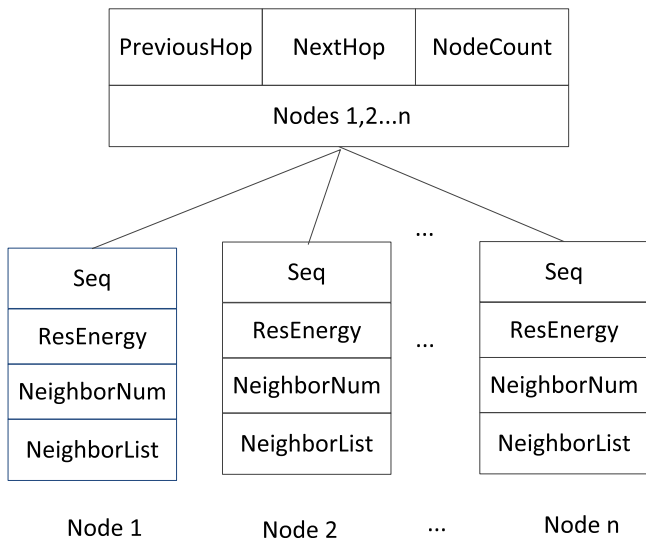 PreviousHop NextHop NodeCount
Nodes 1,2...n
...
Seq Seq Seq
ResEnergy ResEnergy ... ResEnergy
NeighborNum NeighborNum NeighborNum
NeighborList NeighborList NeighborList
Node 1 Node 2 ... Node n